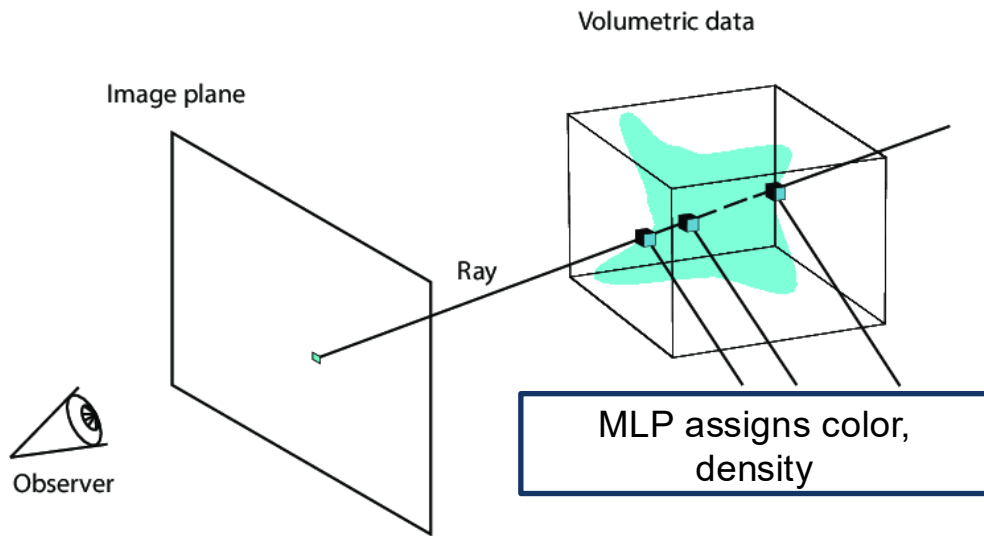 Volumetric data
Image plane
Ray
MLP assigns color,
density
Observer